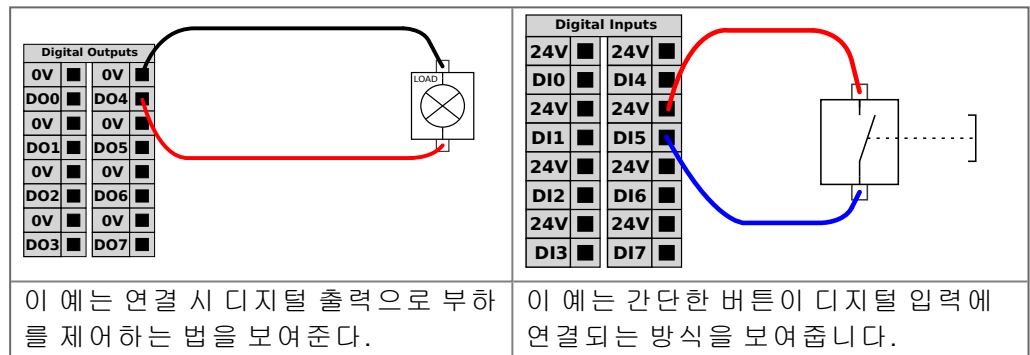 Digital Outputs
0V 0V
DO0 DO4
0V 0V
DO1 DO5
0V 0V
DO2 DO6
0V 0V
DO3 DO7
LOAD
Digital Inputs
24V 24V
DI0 DI4
24V 24V
DI1 DI5
24V 24V
DI2 DI6
24V 24V
DI3 DI7
이 예는 연결 시 디지털 출력으로 부하
를 제어하는 법을 보여준다.
이 예는 간단한 버튼이 디지털 입력에
연결되는 방식을 보여줍니다.